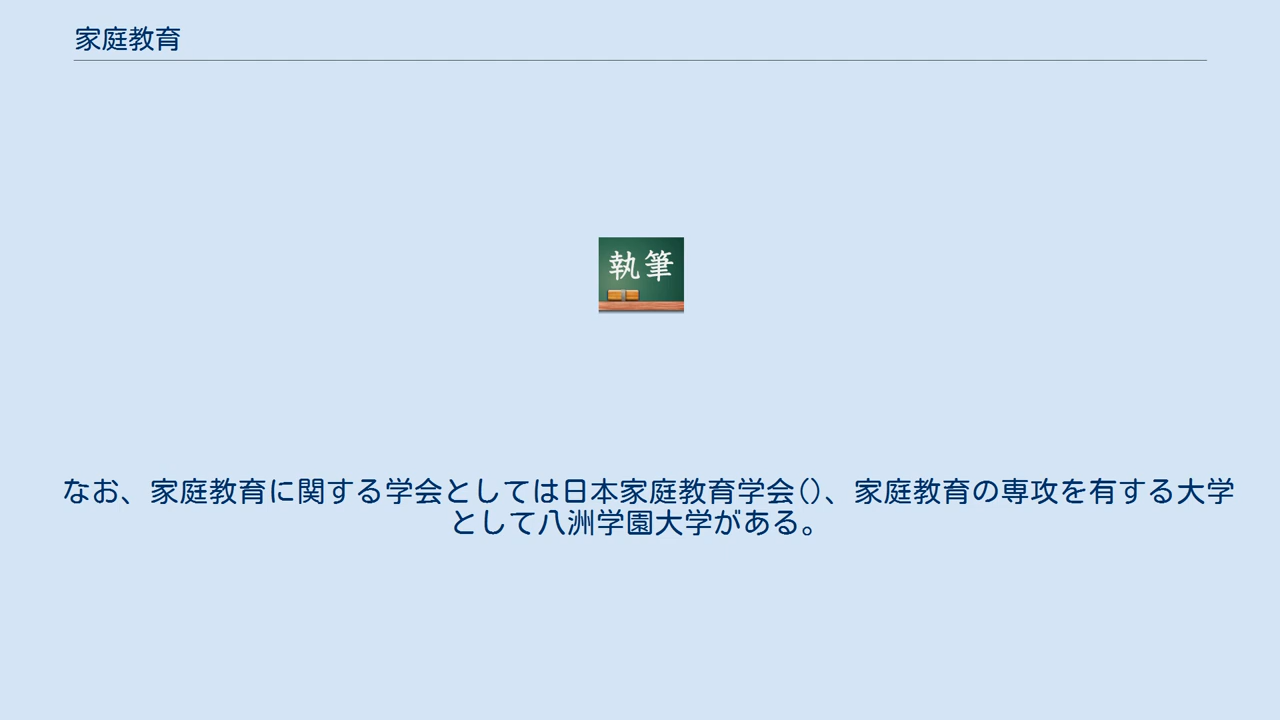 家庭教育
執筆
なお、家庭教育に関する学会としては日本家庭教育学会()、家庭教育の専攻を有する大学
として八洲学園大学がある。